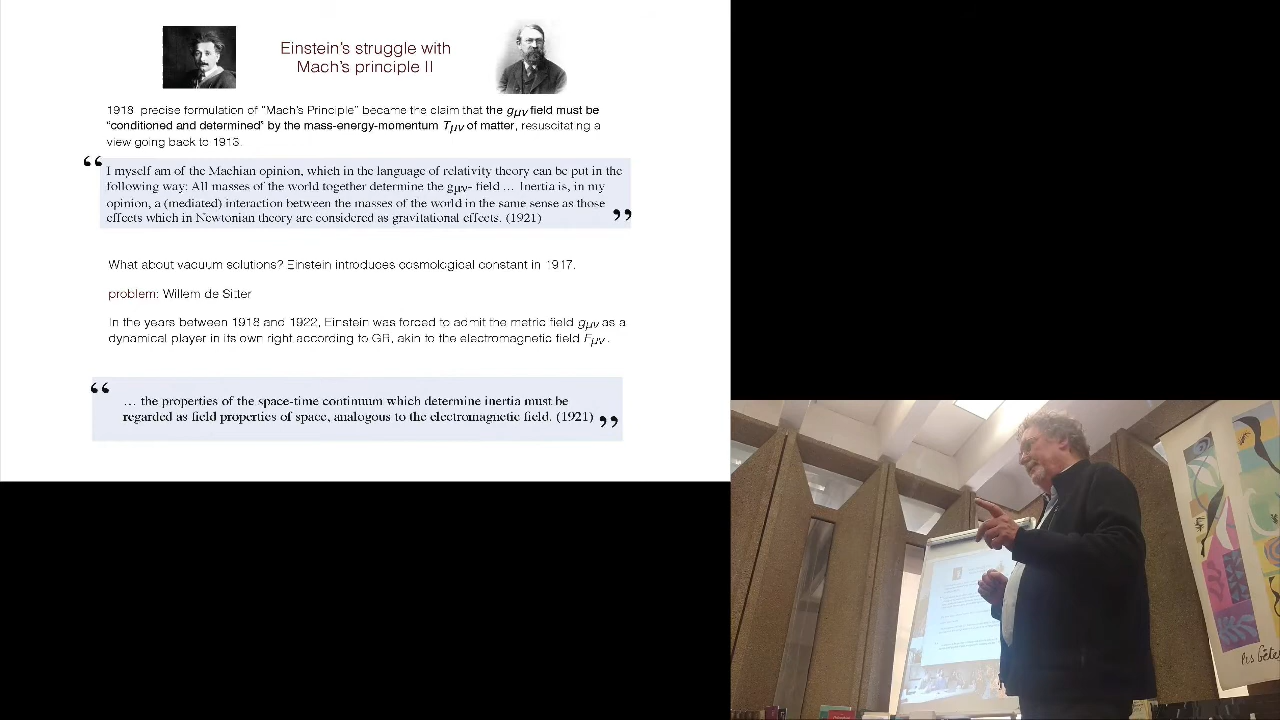 Einstein's struggle with
Mach's principle II
1918 precise formulation of "Mach's Principle" became the claim that the gμν field must be
"conditioned and determined" by the mass-energy-momentum Tμν of matter, resuscitating a
view going back to 1913.
“ I myself am of the Machian opinion, which in the language of relativity theory can be put in the
following way: All masses of the world together determine the gμν- field … Inertia is, in my
opinion, a (mediated) interaction between the masses of the world in the same sense as those
effects which in Newtonian theory are considered as gravitational effects. (1921) ”
What about vacuum solutions? Einstein introduces cosmological constant in 1917.
problem: Willem de Sitter
In the years between 1918 and 1922, Einstein was forced to admit the metric field gμν as a
dynamical player in its own right according to GR, akin to the electromagnetic field Fμν .
“ … the properties of the space-time continuum which determine inertia must be
regarded as field properties of space, analogous to the electromagnetic field. (1921) ”